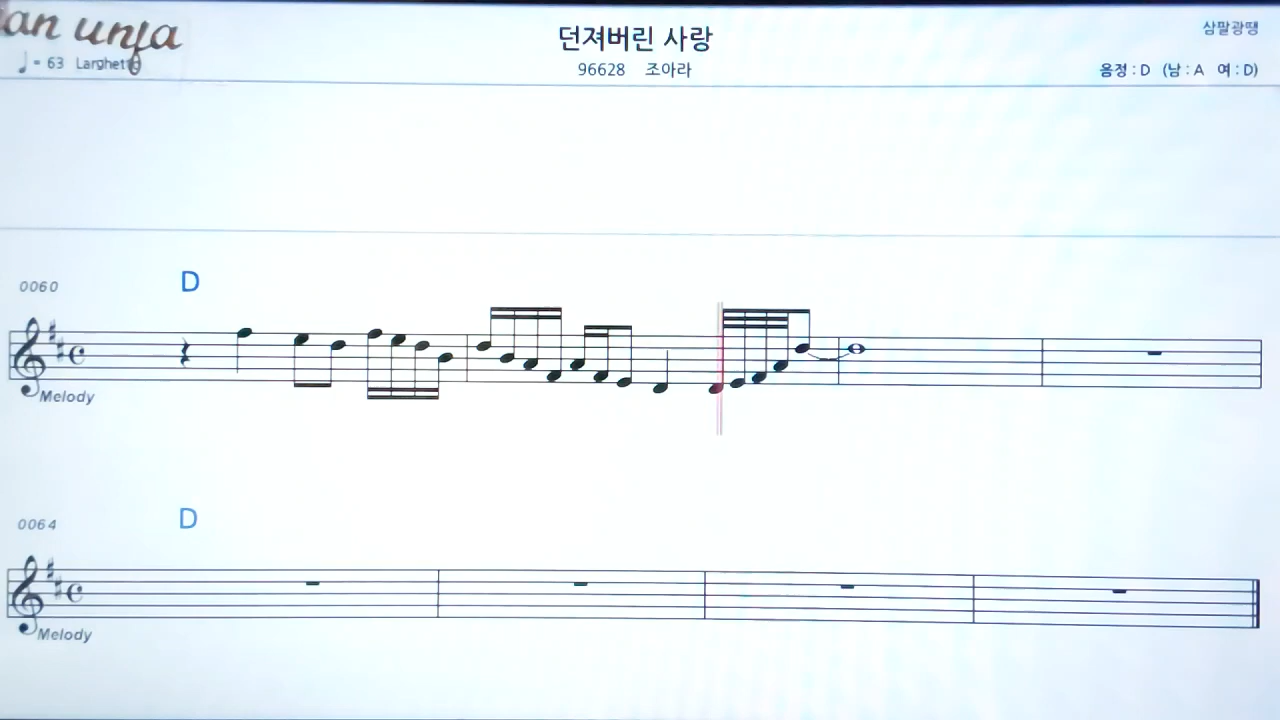 an unja
던져버린 사랑
삼팔광땡
♩= 63 Larghetto
96628 조아라
음정 : D (남 : A 여 : D)
0060 D
Melody
0064 D
Melody